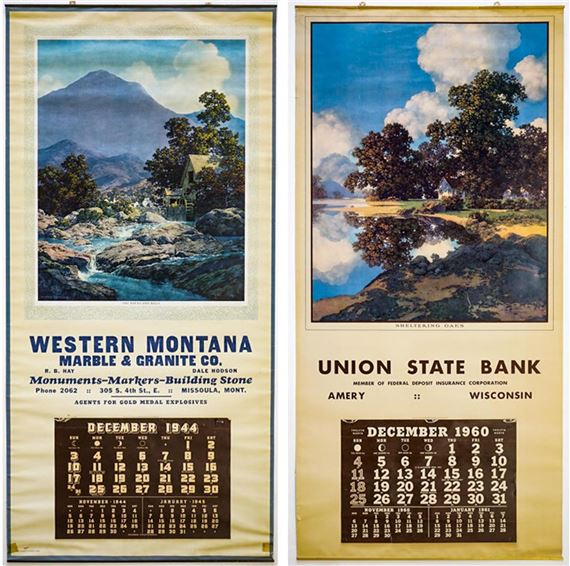 WESTERN MONTANA
MARBLE & GRANITE CO.
R. B. HAY DALE HODSON
Monuments–Markers–Building Stone
Phone 2062 :: 305 S. 4th St., E. :: MISSOULA, MONT.
AGENTS FOR GOLD MEDAL EXPLOSIVES
DECEMBER 1944
SUN. MON. TUE. WED. THU. FRI. SAT.
1 2
3 4 5 6 7 8 9
10 11 12 13 14 15 16
17 18 19 20 21 22 23
24 31 25 26 27 28 29 30
NOVEMBER 1944 JANUARY 1945
SHELTERING OAKS
UNION STATE BANK
MEMBER OF FEDERAL DEPOSIT INSURANCE CORPORATION
AMERY :: WISCONSIN
TWELFTH MONTH DECEMBER 1960 TWELFTH MONTH
SUN. MON. TUE. WED. THU. FRI. SAT.
1 2 3
4 5 6 7 8 9 10
11 12 13 14 15 16 17
18 19 20 21 22 23 24
25 26 27 28 29 30 31
NOVEMBER 1960 JANUARY 1961